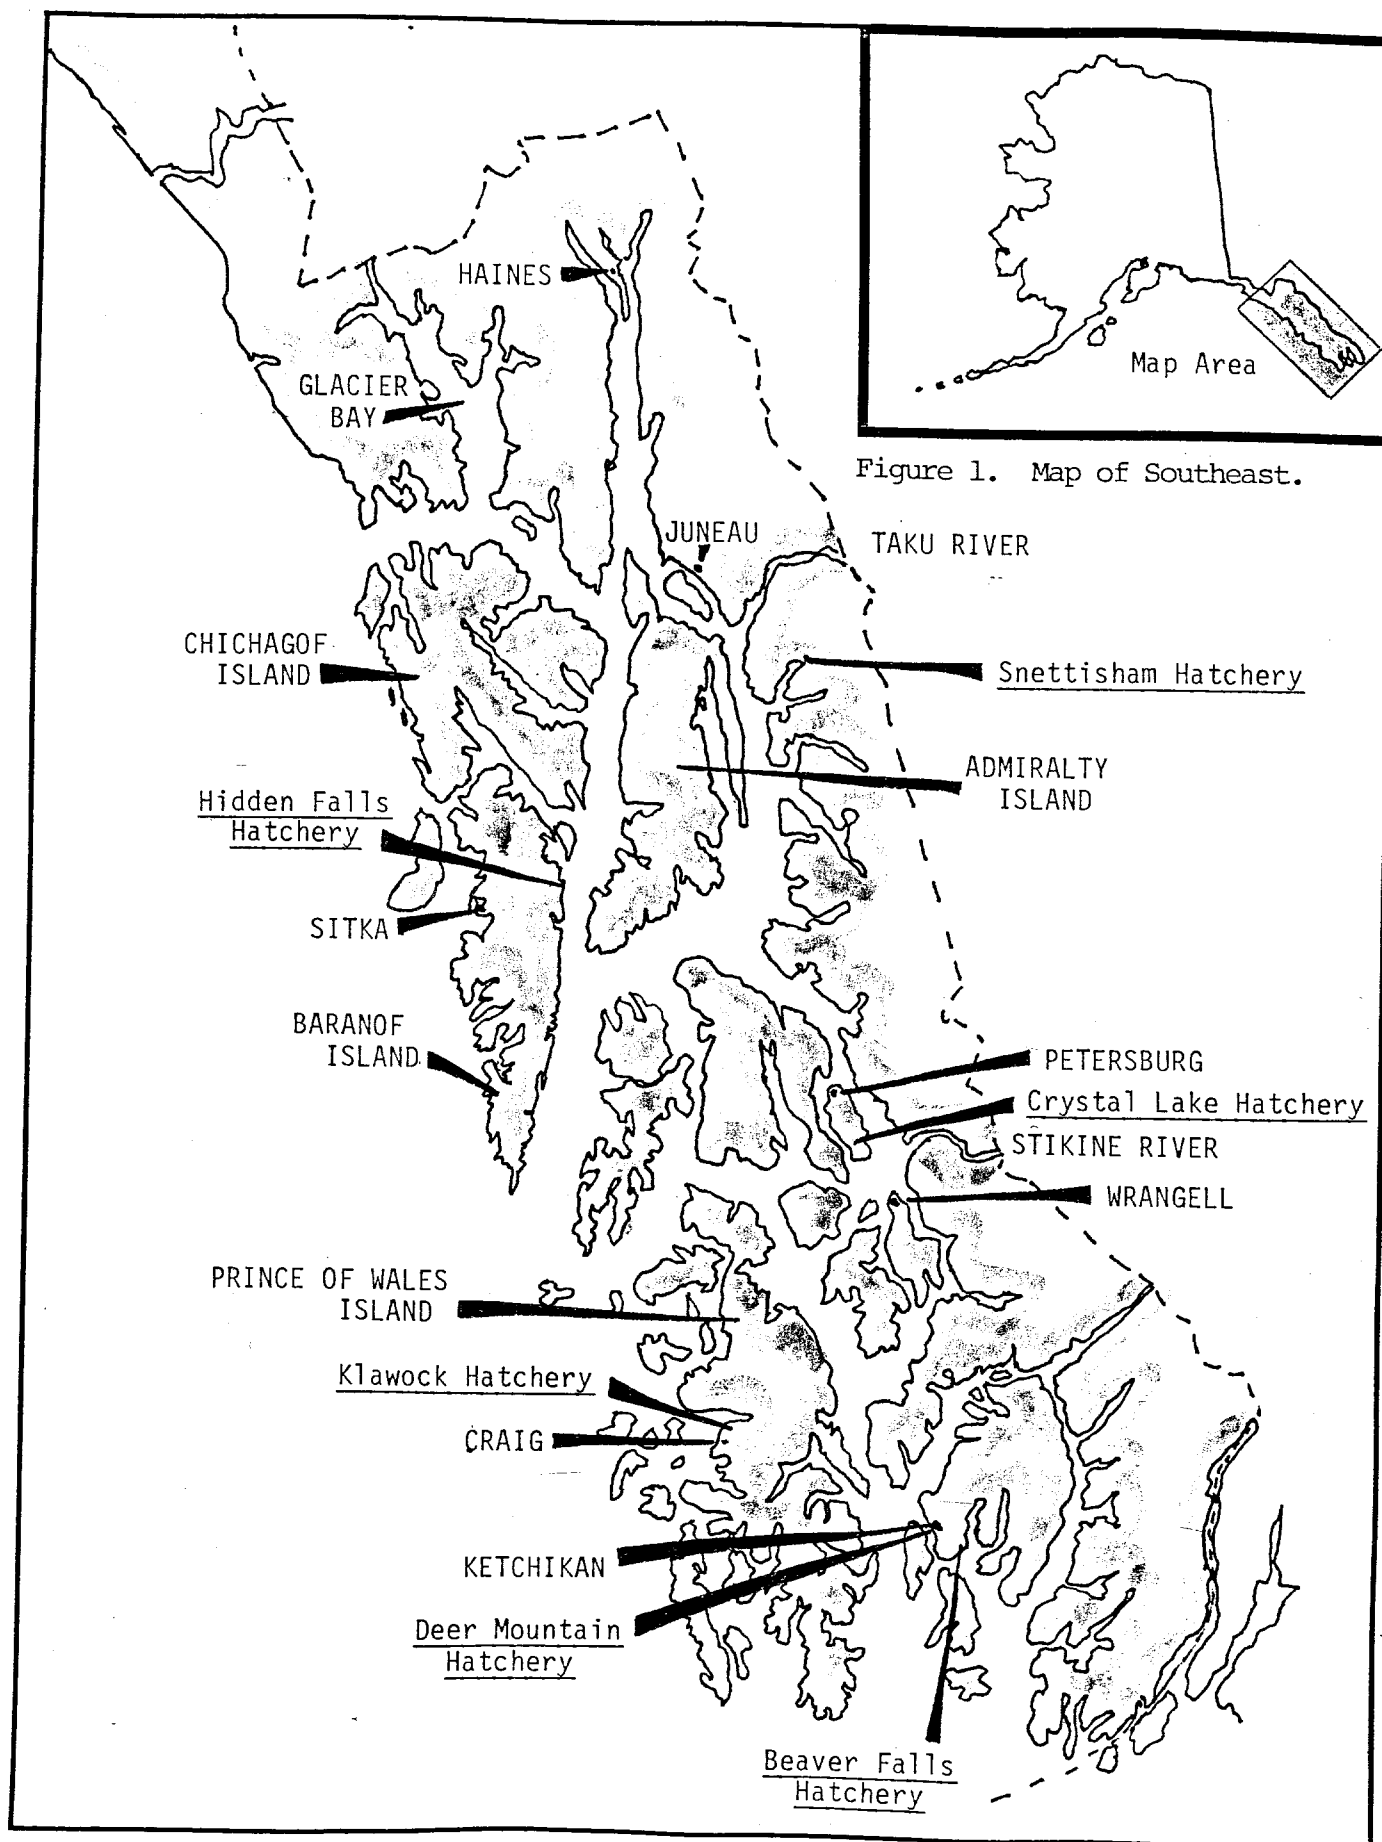 HAINES
GLACIER
BAY
Map Area
Figure 1. Map of Southeast.
JUNEAU
TAKU RIVER
CHICHAGOF
ISLAND
Snettisham Hatchery
ADMIRALTY
ISLAND
Hidden Falls
Hatchery
SITKA
BARANOF
ISLAND
PETERSBURG
Crystal Lake Hatchery
STIKINE RIVER
WRANGELL
PRINCE OF WALES
ISLAND
Klawock Hatchery
CRAIG
KETCHIKAN
Deer Mountain
Hatchery
Beaver Falls
Hatchery